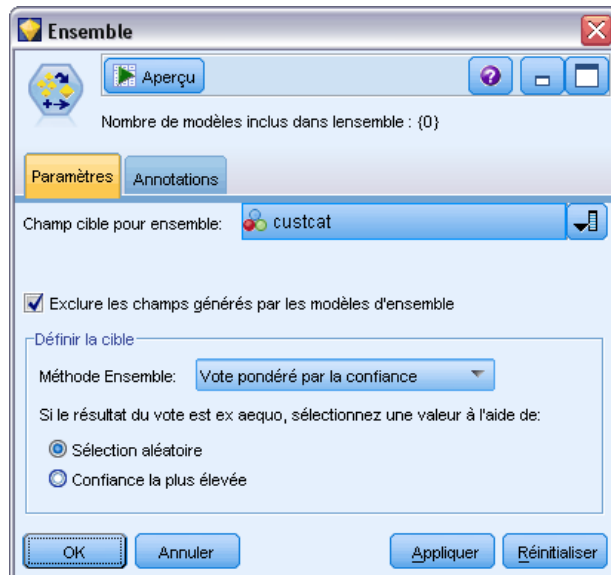 Ensemble
Aperçu
Nombre de modèles inclus dans lensemble : {0}
Paramètres
Annotations
Champ cible pour ensemble:
custcat
Exclure les champs générés par les modèles d'ensemble
Définir la cible
Méthode Ensemble:
Vote pondéré par la confiance
Si le résultat du vote est ex aequo, sélectionnez une valeur à l'aide de:
Sélection aléatoire
Confiance la plus élevée
OK
Annuler
Appliquer
Réinitialiser